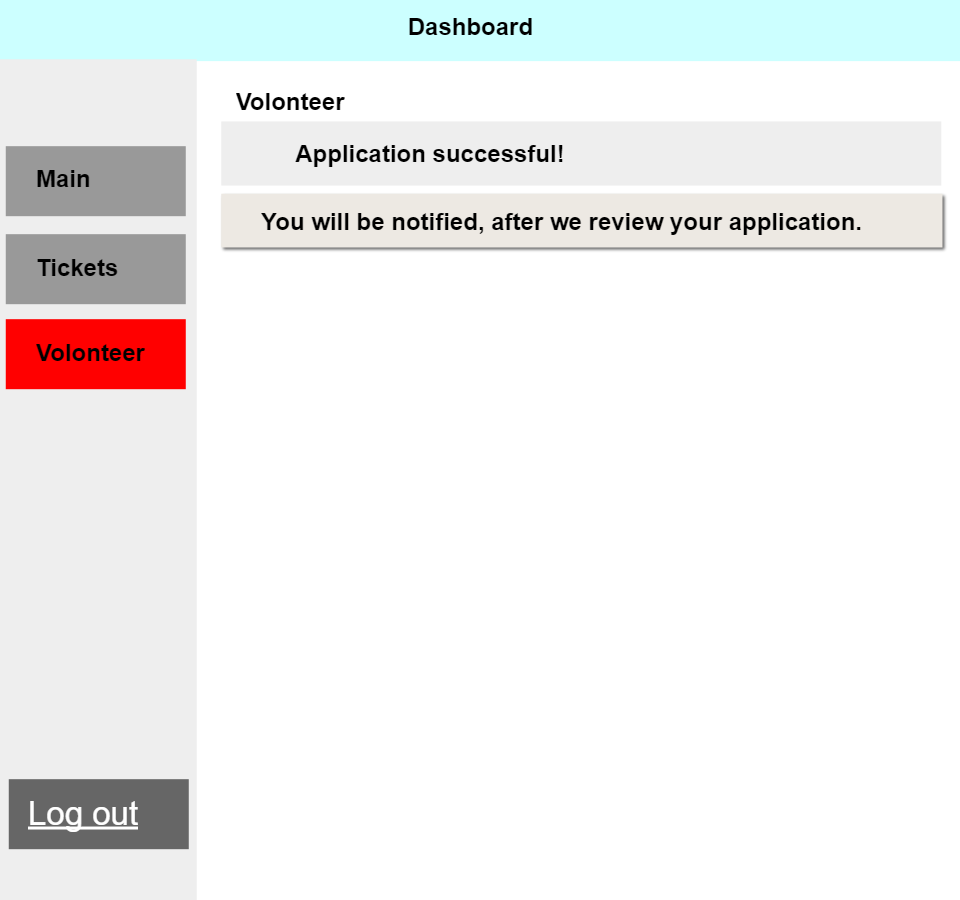 Dashboard
Volonteer
Application successful!
You will be notified, after we review your application.
Main
Tickets
Volonteer
Log out